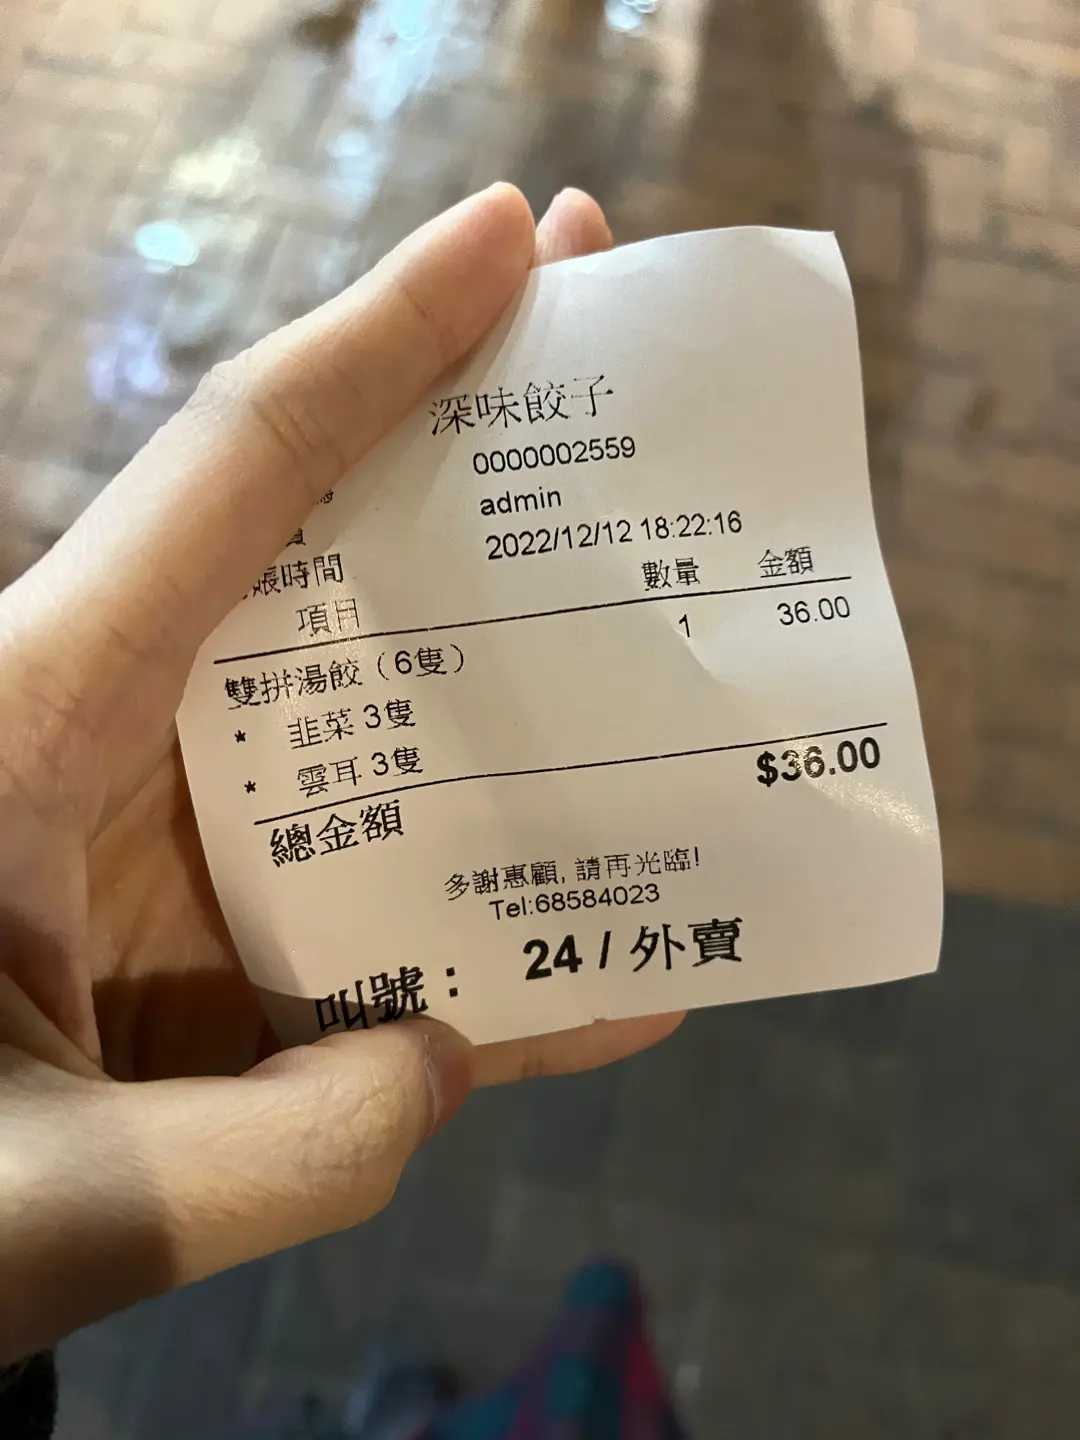 深味餃子
0000002559
admin
賬時間 2022/12/12 18:22:16
項目 數量 金額
雙拼湯餃（6隻） 1 36.00
* 韭菜 3隻
* 雲耳 3隻
總金額 $36.00
多謝惠顧, 請再光臨!
Tel:68584023
叫號： 24 / 外賣